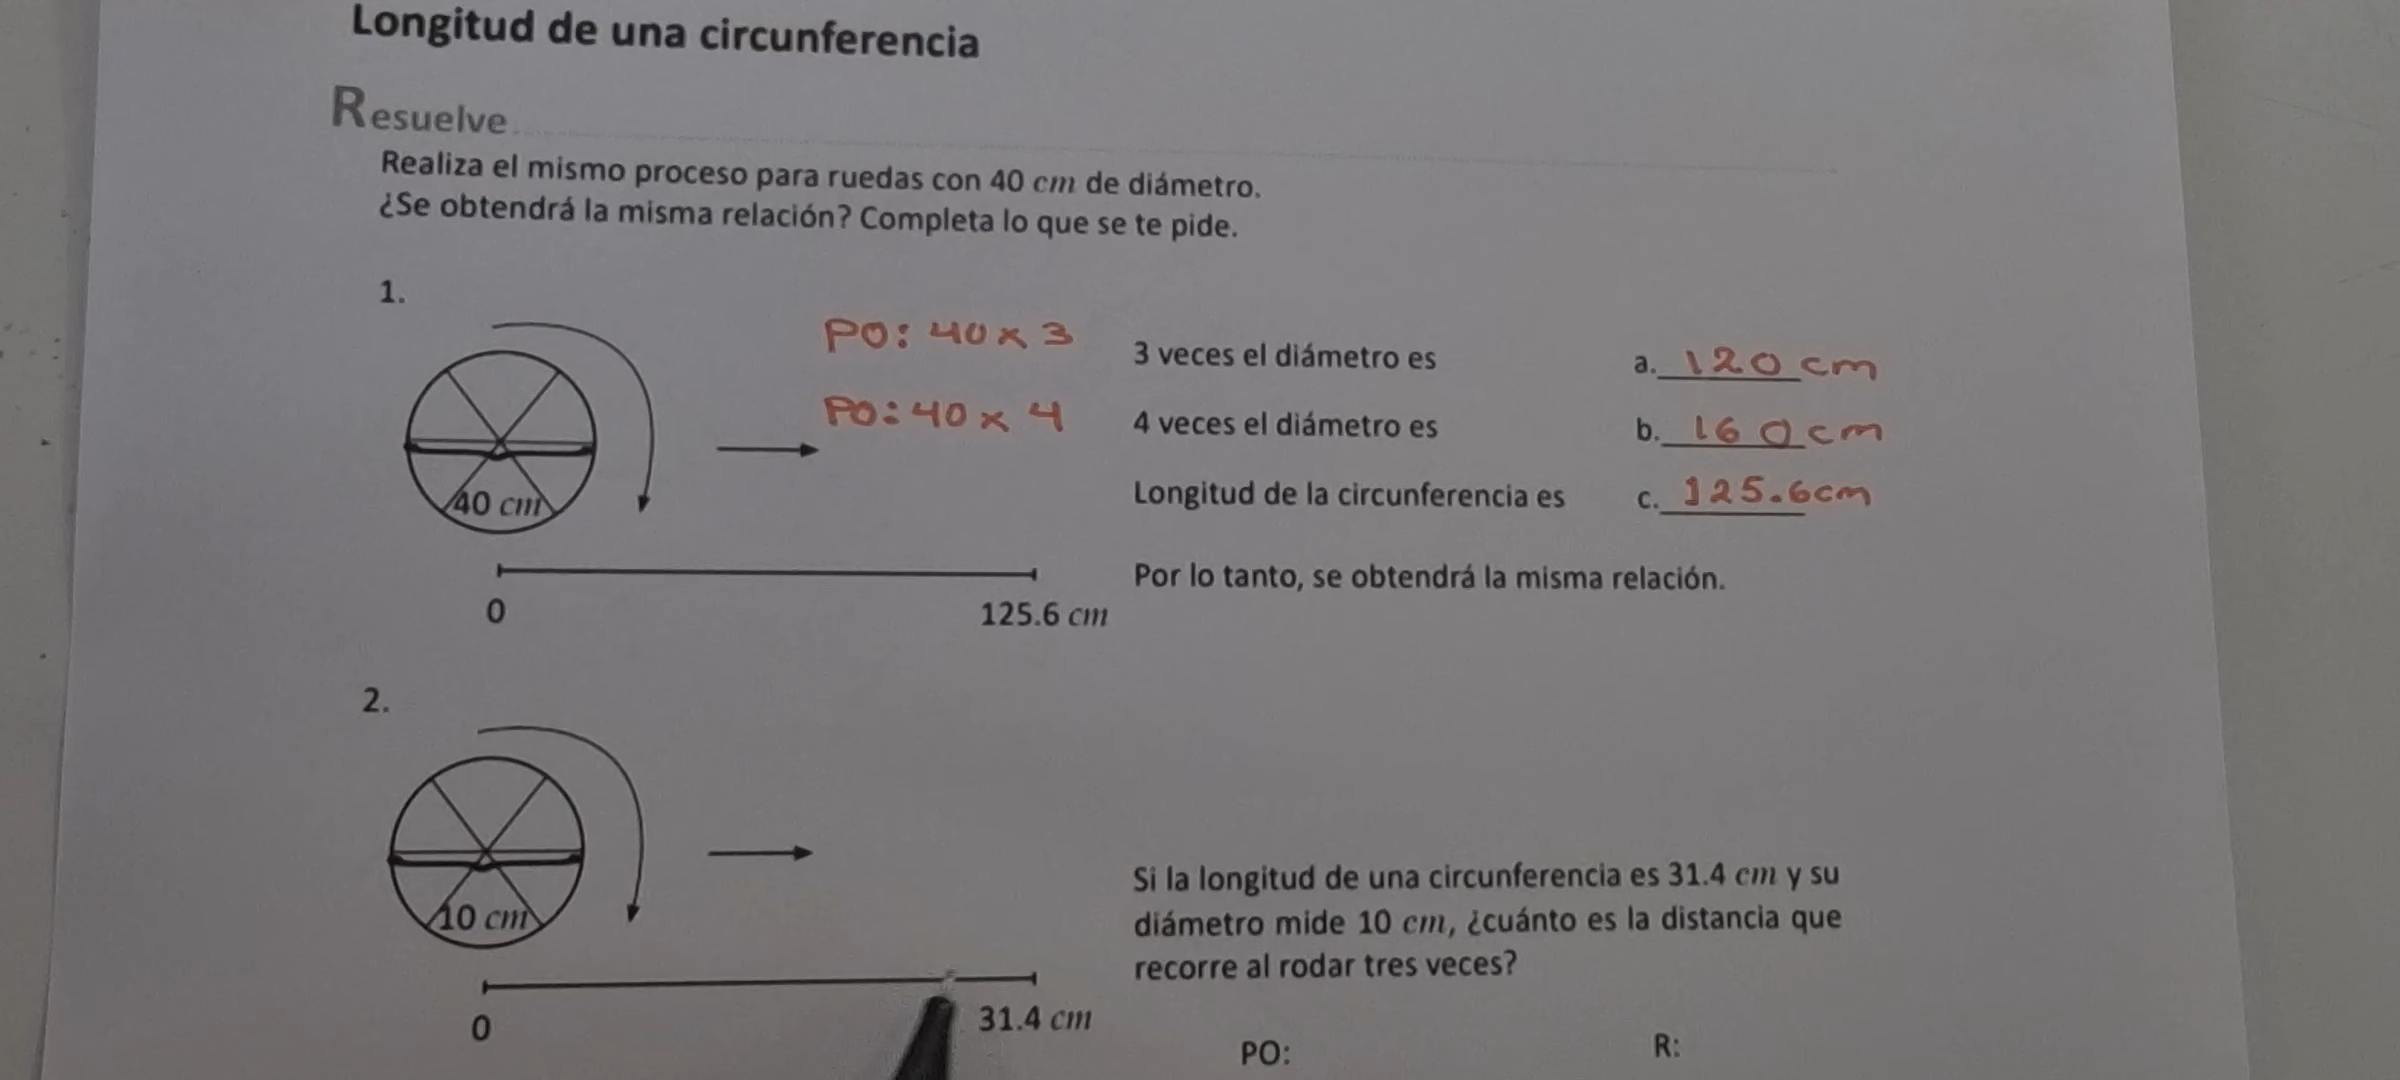 Longitud de una circunferencia
Resuelve
Realiza el mismo proceso para ruedas con 40 cm de diámetro.
¿Se obtendrá la misma relación? Completa lo que se te pide.
1.
40 cm
0
125.6 cm
PO: 40 x 3
PO: 40 x 4
3 veces el diámetro es a. 120 cm
4 veces el diámetro es b. 160 cm
Longitud de la circunferencia es c. 125.6 cm
Por lo tanto, se obtendrá la misma relación.
2.
10 cm
0
31.4 cm
Si la longitud de una circunferencia es 31.4 cm y su
diámetro mide 10 cm, ¿cuánto es la distancia que
recorre al rodar tres veces?
PO: R: